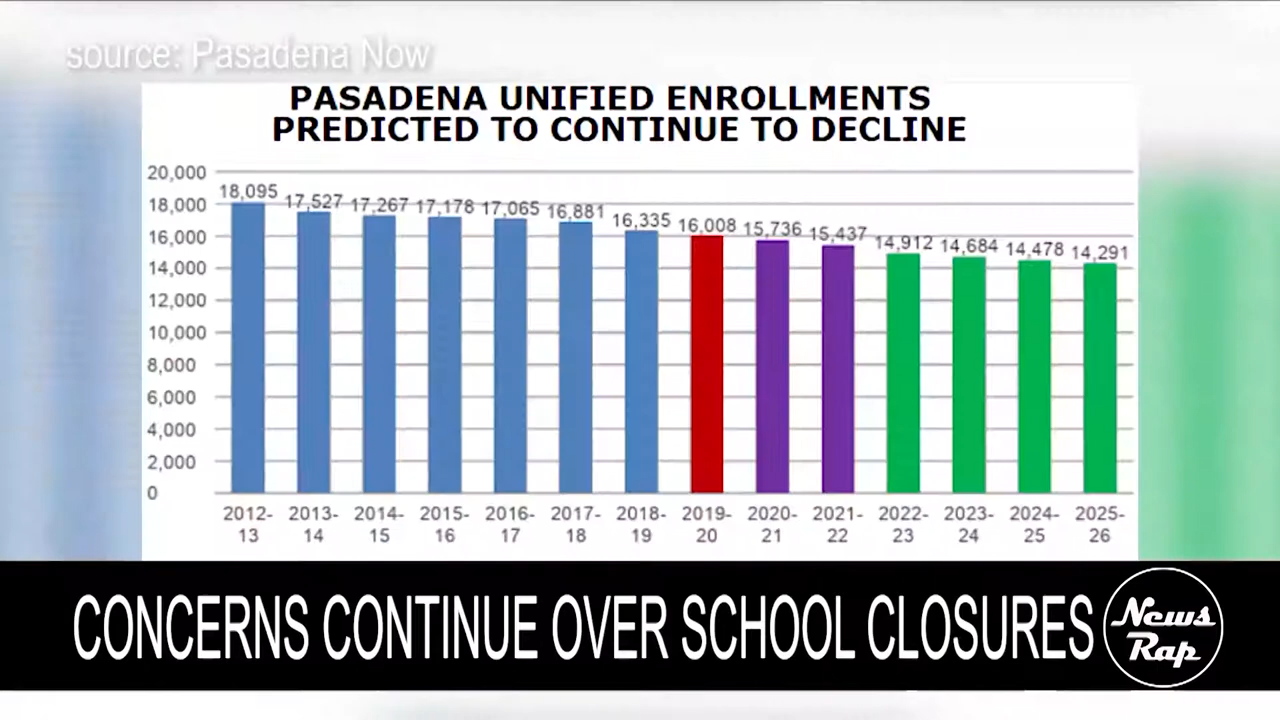 source: Pasadena Now
PASADENA UNIFIED ENROLLMENTS
PREDICTED TO CONTINUE TO DECLINE
20,000
18,000
16,000
14,000
12,000
10,000
8,000
6,000
4,000
2,000
0
18,095 17,527 17,267 17,178 17,065 16,881 16,335 16,008 15,736 15,437 14,912 14,684 14,478 14,291
2012- 2013- 2014- 2015- 2016- 2017- 2018- 2019- 2020- 2021- 2022- 2023- 2024- 2025-
13 14 15 16 17 18 19 20 21 22 23 24 25 26
CONCERNS CONTINUE OVER SCHOOL CLOSURES
News
Rap